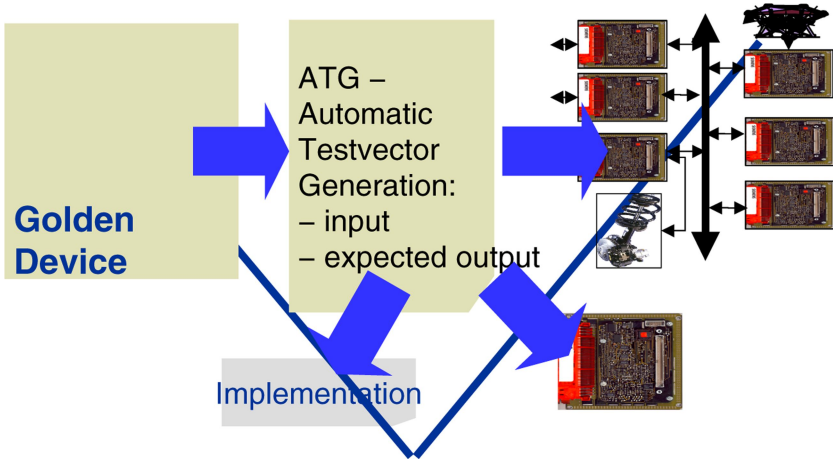 Golden
Device
ATG –
Automatic
Testvector
Generation:
– input
– expected output
Implementation